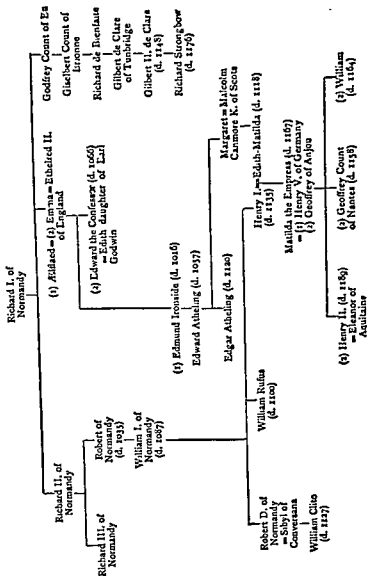 Richard I. of
Normandy
Richard II. of
Normandy
(1) Ælflaed = (2) Emma = Ethelred II.
of England
Godfrey Count of Eu
Giselbert Count of
Brionne
Richard de Bienfaite
Gilbert de Clare
of Tunbridge
Gilbert II. de Clare
(d. 1148)
Richard Strongbow
(d. 1176)
Richard III. of
Normandy
Robert of
Normandy
(d. 1035)
William I. of
Normandy
(d. 1087)
(2) Edward the Confessor (d. 1066)
= Edith daughter of Earl
Godwin
(1) Edmund Ironside (d. 1016)
Edward Atheling (d. 1057)
Edgar Atheling (d. 1120)
Margaret = Malcolm
Canmore K. of Scots
Robert D. of
Normandy
= Sibyl of
Conversana
William Clito
(d. 1127)
William Rufus
(d. 1100)
Henry I. = Edith-Matilda (d. 1118)
(d. 1135)
Matilda the Empress (d. 1167)
= (1) Henry V. of Germany
(2) Geoffrey of Anjou
(2) Henry II. (d. 1189)
= Eleanor of
Aquitaine
(2) Geoffrey Count
of Nantes (d. 1158)
(2) William
(d. 1164)